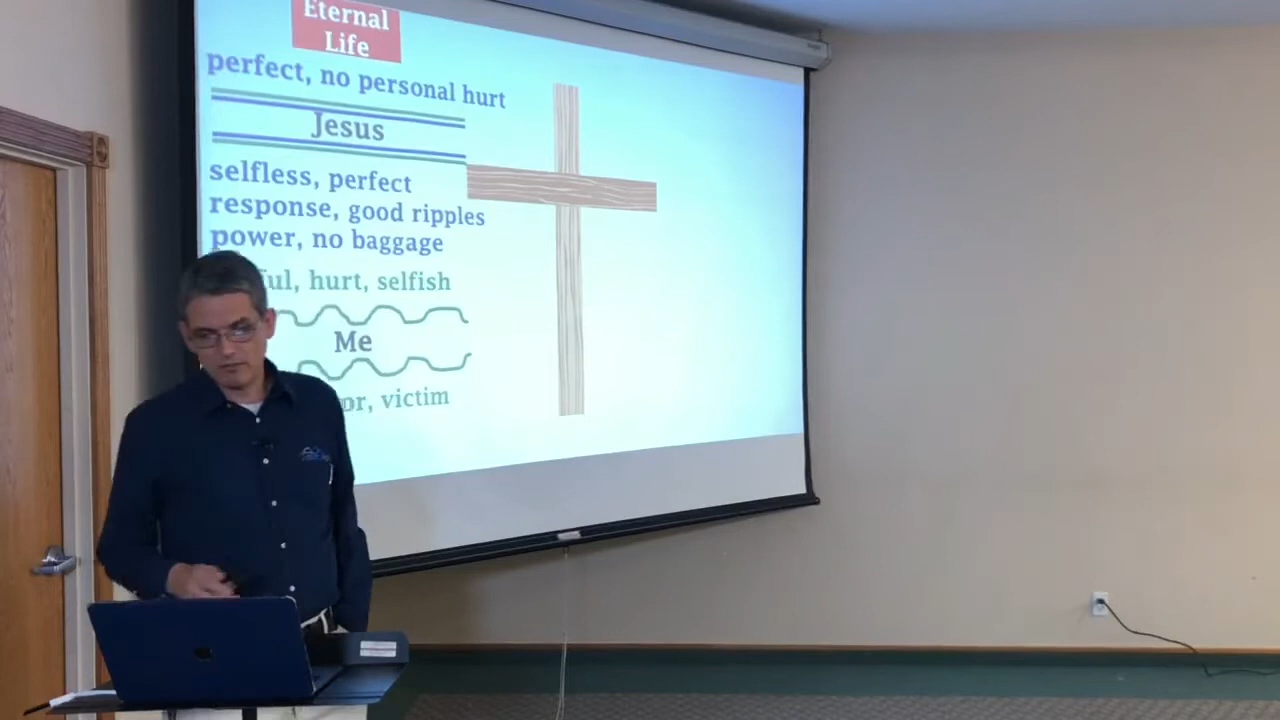 Eternal
Life
perfect, no personal hurt
Jesus
selfless, perfect
response, good ripples
power, no baggage
hurt, selfish
Me
victim